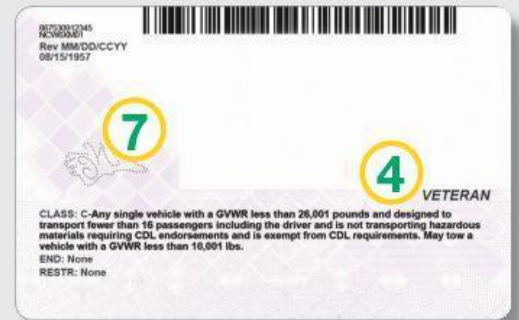 Rev MM/DD/CCYY
08/15/1957
7
4
VETERAN
CLASS: C-Any single vehicle with a GVWR less than 26,001 pounds and designed to
transport fewer than 16 passengers including the driver and is not transporting hazardous
materials requiring CDL endorsements and is exempt from CDL requirements. May tow a
vehicle with a GVWR less than 10,001 lbs.
END: None
RESTR: None